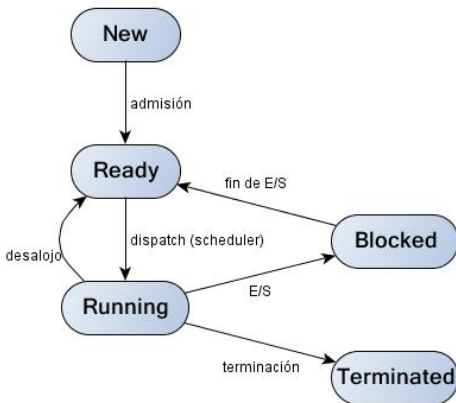 New
admisión
Ready
fin de E/S
dispatch (scheduler)
Blocked
desalojo
E/S
Running
terminación
Terminated